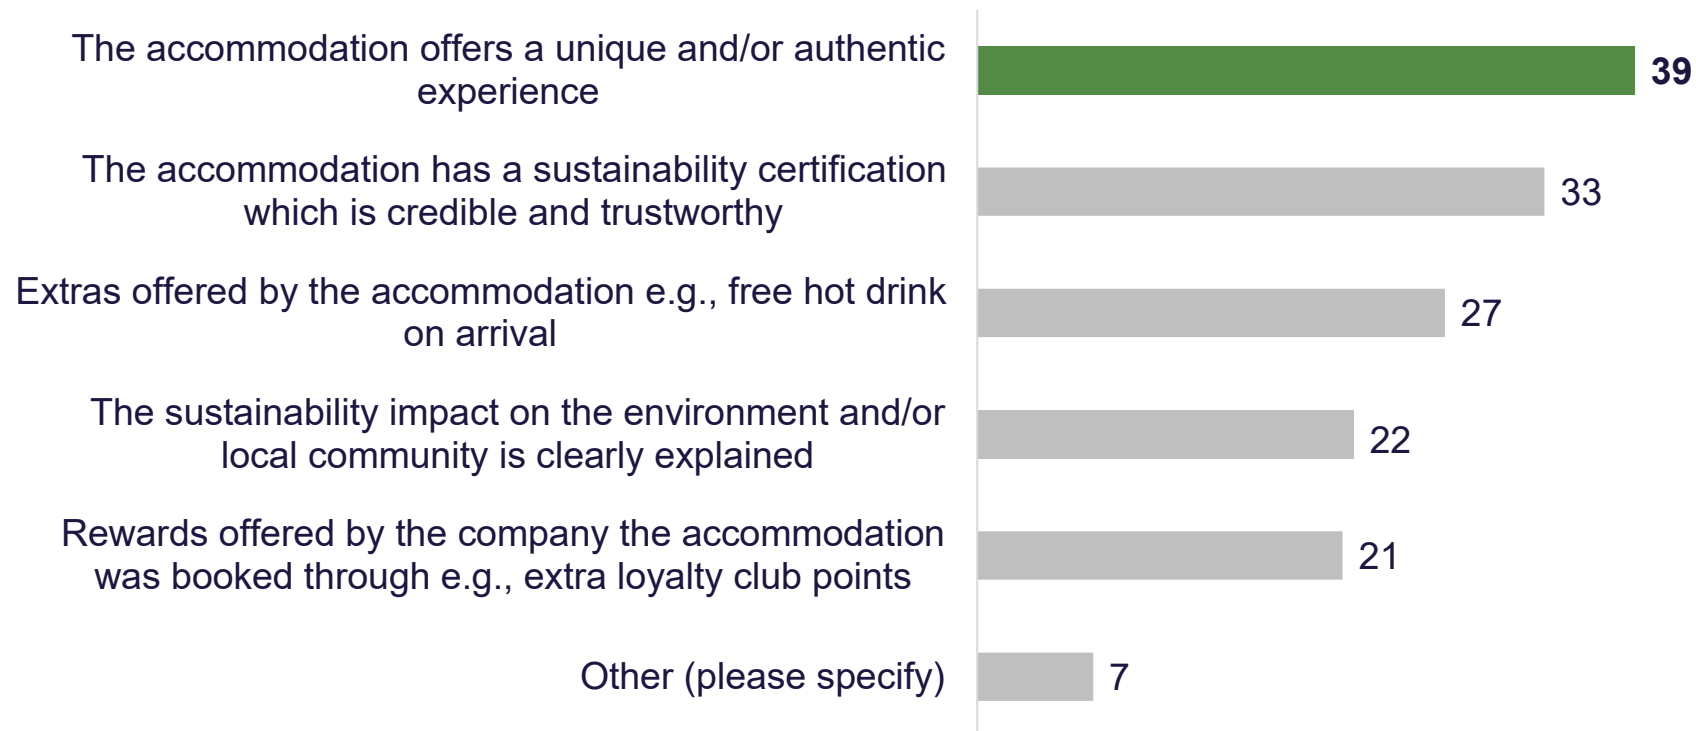 The accommodation offers a unique and/or authentic
experience
39
The accommodation has a sustainability certification
which is credible and trustworthy
33
Extras offered by the accommodation e.g., free hot drink
on arrival
27
The sustainability impact on the environment and/or
local community is clearly explained
22
Rewards offered by the company the accommodation
was booked through e.g., extra loyalty club points
21
Other (please specify)
7